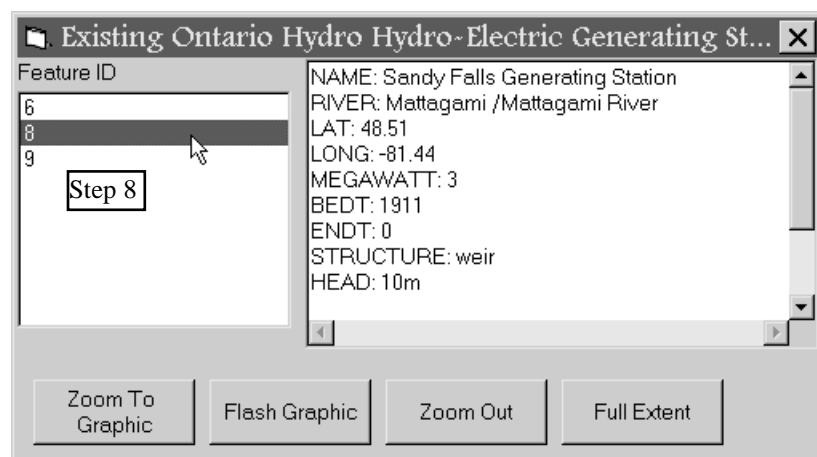 Existing Ontario Hydro Hydro-Electric Generating St...
Feature ID
6
8
9
Step 8
NAME: Sandy Falls Generating Station
RIVER: Mattagami /Mattagami River
LAT: 48.51
LONG: -81.44
MEGAWATT: 3
BEDT: 1911
ENDT: 0
STRUCTURE: weir
HEAD: 10m
Zoom To
Graphic
Flash Graphic
Zoom Out
Full Extent